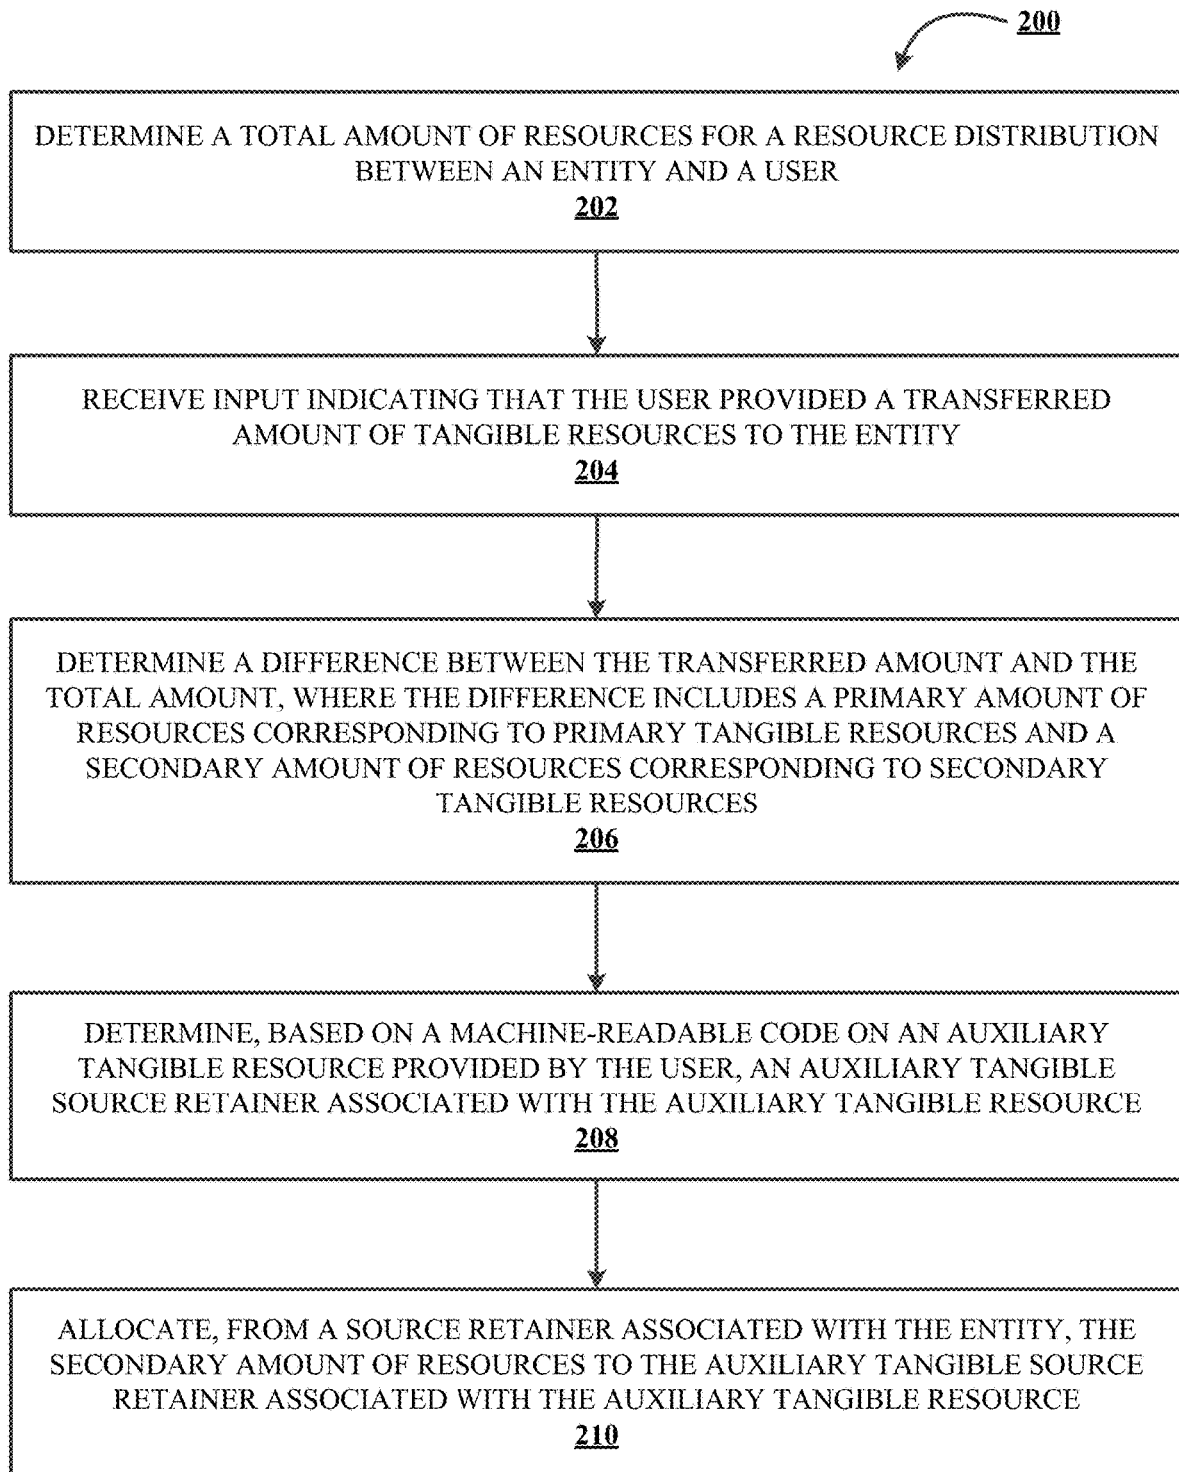 200
DETERMINE A TOTAL AMOUNT OF RESOURCES FOR A RESOURCE DISTRIBUTION
BETWEEN AN ENTITY AND A USER
202
RECEIVE INPUT INDICATING THAT THE USER PROVIDED A TRANSFERRED
AMOUNT OF TANGIBLE RESOURCES TO THE ENTITY
204
DETERMINE A DIFFERENCE BETWEEN THE TRANSFERRED AMOUNT AND THE
TOTAL AMOUNT, WHERE THE DIFFERENCE INCLUDES A PRIMARY AMOUNT OF
RESOURCES CORRESPONDING TO PRIMARY TANGIBLE RESOURCES AND A
SECONDARY AMOUNT OF RESOURCES CORRESPONDING TO SECONDARY
TANGIBLE RESOURCES
206
DETERMINE, BASED ON A MACHINE-READABLE CODE ON AN AUXILIARY
TANGIBLE RESOURCE PROVIDED BY THE USER, AN AUXILIARY TANGIBLE
SOURCE RETAINER ASSOCIATED WITH THE AUXILIARY TANGIBLE RESOURCE
208
ALLOCATE, FROM A SOURCE RETAINER ASSOCIATED WITH THE ENTITY, THE
SECONDARY AMOUNT OF RESOURCES TO THE AUXILIARY TANGIBLE SOURCE
RETAINER ASSOCIATED WITH THE AUXILIARY TANGIBLE RESOURCE
210